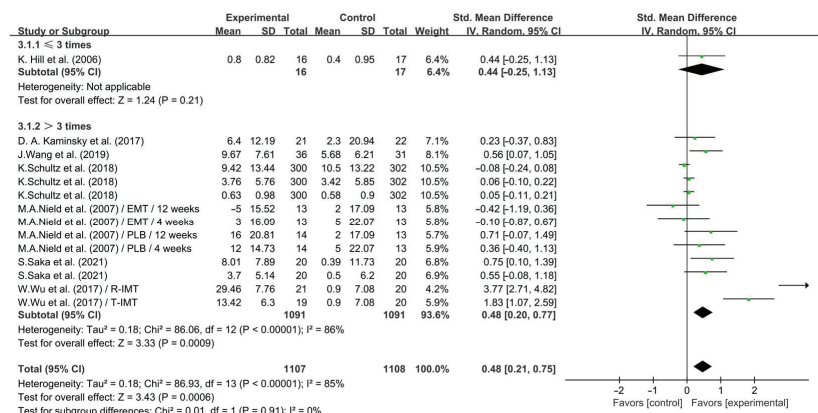 Experimental Control Std. Mean Difference Std. Mean Difference
Study or Subgroup Mean SD Total Mean SD Total Weight IV. Random. 95% CI IV. Random. 95% CI
3.1.1 ≤ 3 times
K. Hill et al. (2006) 0.8 0.82 16 0.4 0.95 17 6.4% 0.44 [-0.25, 1.13]
Subtotal (95% CI) 16 17 6.4% 0.44 [-0.25, 1.13]
Heterogeneity: Not applicable
Test for overall effect: Z = 1.24 (P = 0.21)
3.1.2 > 3 times
D. A. Kaminsky et al. (2017) 6.4 12.19 21 2.3 20.94 22 7.1% 0.23 [-0.37, 0.83]
J.Wang et al. (2019) 9.67 7.61 36 5.68 6.21 31 8.1% 0.56 [0.07, 1.05]
K.Schultz et al. (2018) 9.42 13.44 300 10.5 13.22 302 10.2% -0.08 [-0.24, 0.08]
K.Schultz et al. (2018) 3.76 5.76 300 3.42 5.85 302 10.2% 0.06 [-0.10, 0.22]
K.Schultz et al. (2018) 0.63 0.98 300 0.58 0.9 302 10.2% 0.05 [-0.11, 0.21]
M.A.Nield et al. (2007) / EMT / 12 weeks -5 15.52 13 2 17.09 13 5.8% -0.42 [-1.19, 0.36]
M.A.Nield et al. (2007) / EMT / 4 weeks 3 16.09 13 5 22.07 13 5.8% -0.10 [-0.87, 0.67]
M.A.Nield et al. (2007) / PLB / 12 weeks 16 20.81 14 2 17.09 13 5.8% 0.71 [-0.07, 1.49]
M.A.Nield et al. (2007) / PLB / 4 weeks 12 14.73 14 5 22.07 13 5.9% 0.36 [-0.40, 1.13]
S.Saka et al. (2021) 8.01 7.89 20 0.39 11.73 20 6.8% 0.75 [0.10, 1.39]
S.Saka et al. (2021) 3.7 5.14 20 0.5 6.2 20 6.9% 0.55 [-0.08, 1.18]
W.Wu et al. (2017) / R-IMT 29.46 7.76 21 0.9 7.08 20 4.2% 3.77 [2.71, 4.82]
W.Wu et al. (2017) / T-IMT 13.42 6.3 19 0.9 7.08 20 5.9% 1.83 [1.07, 2.59]
Subtotal (95% CI) 1091 1091 93.6% 0.48 [0.20, 0.77]
Heterogeneity: Tau² = 0.18; Chi² = 86.06, df = 12 (P < 0.00001); I² = 86%
Test for overall effect: Z = 3.33 (P = 0.0009)
Total (95% CI) 1107 1108 100.0% 0.48 [0.21, 0.75]
Heterogeneity: Tau² = 0.18; Chi² = 86.93, df = 13 (P < 0.00001); I² = 85%
Test for overall effect: Z = 3.43 (P = 0.0006)
Test for subgroup differences: Chi² = 0.01, df = 1 (P = 0.91); I² = 0%
-2 -1 0 1 2
Favors [control] Favors [experimental]